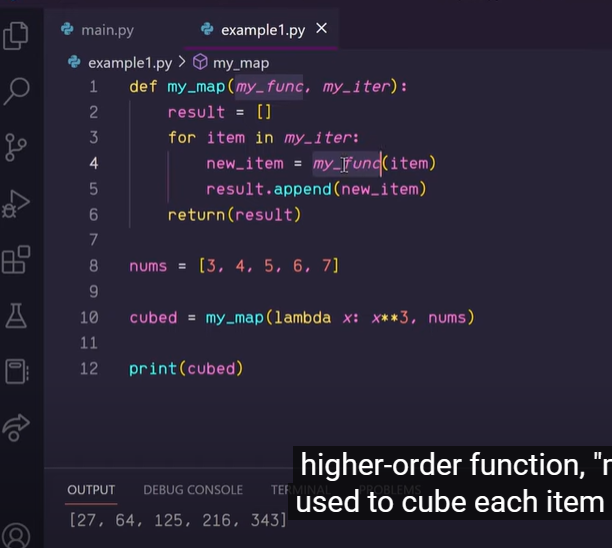 main.py
example1.py
example1.py > my_map
1 def my_map(my_func, my_iter):
2 result = []
3 for item in my_iter:
4 new_item = my_func(item)
5 result.append(new_item)
6 return(result)
7
8 nums = [3, 4, 5, 6, 7]
9
10 cubed = my_map(lambda x: x**3, nums)
11
12 print(cubed)
higher-order function, "
used to cube each item
OUTPUT DEBUG CONSOLE TERMINAL PROBLEMS
[27, 64, 125, 216, 343]